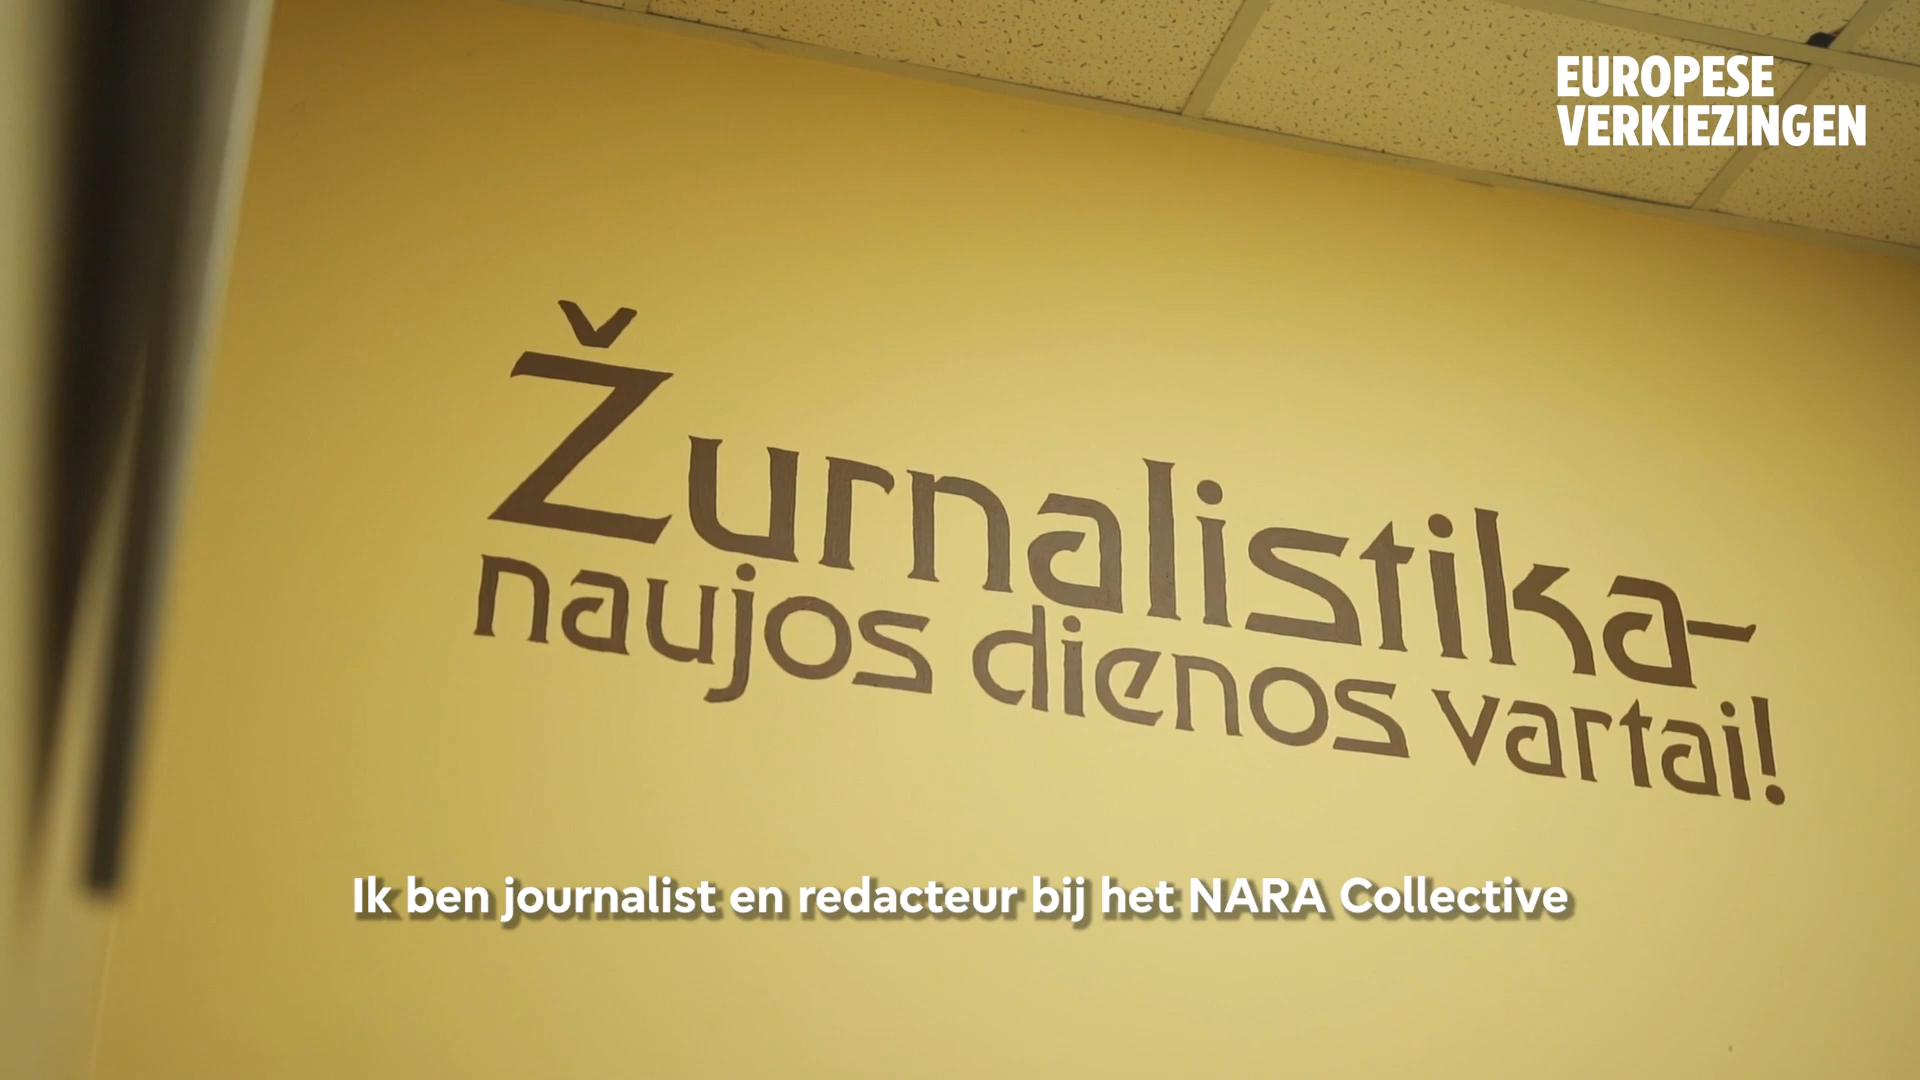 EUROPESE
VERKIEZINGEN
Žurnalistika-
naujos dienos vartai!
Ik ben journalist en redacteur bij het NARA Collective